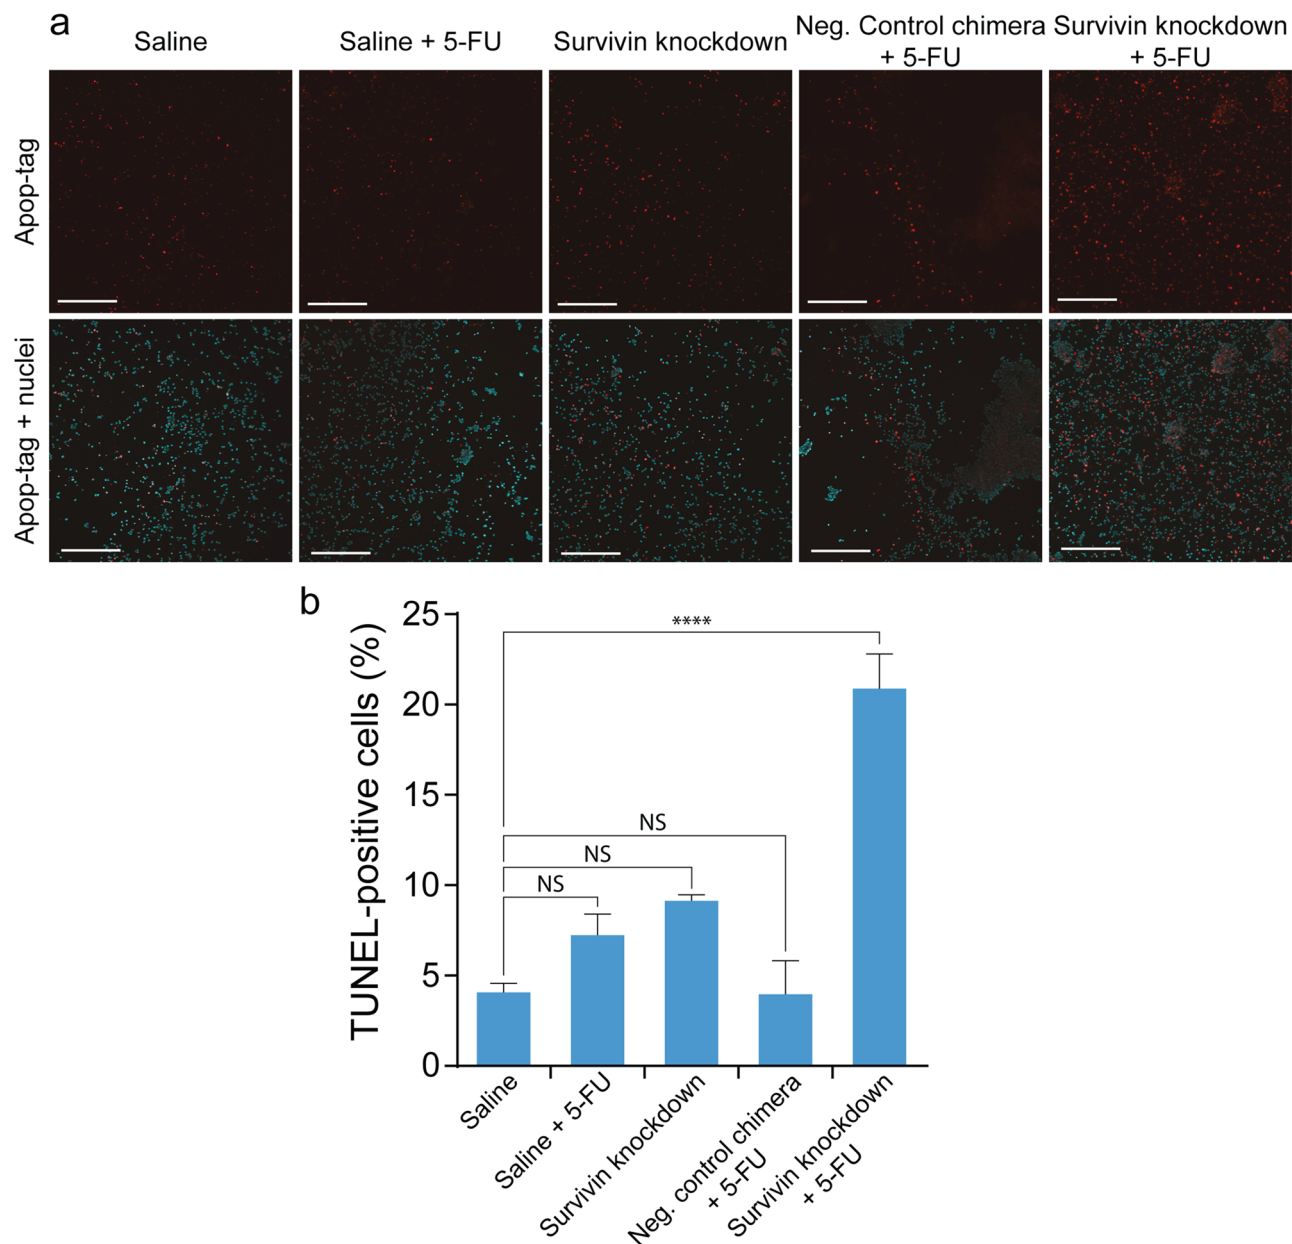 a
Saline
Saline + 5-FU
Survivin knockdown
Neg. Control chimera
+ 5-FU
Survivin knockdown
+ 5-FU
Apop-tag
Apop-tag + nuclei
b
TUNEL-positive cells (%)
25
20
15
10
5
0
****
NS
NS
NS
Saline
Saline + 5-FU
Survivin knockdown
Neg. control chimera
+ 5-FU
Survivin knockdown
+ 5-FU